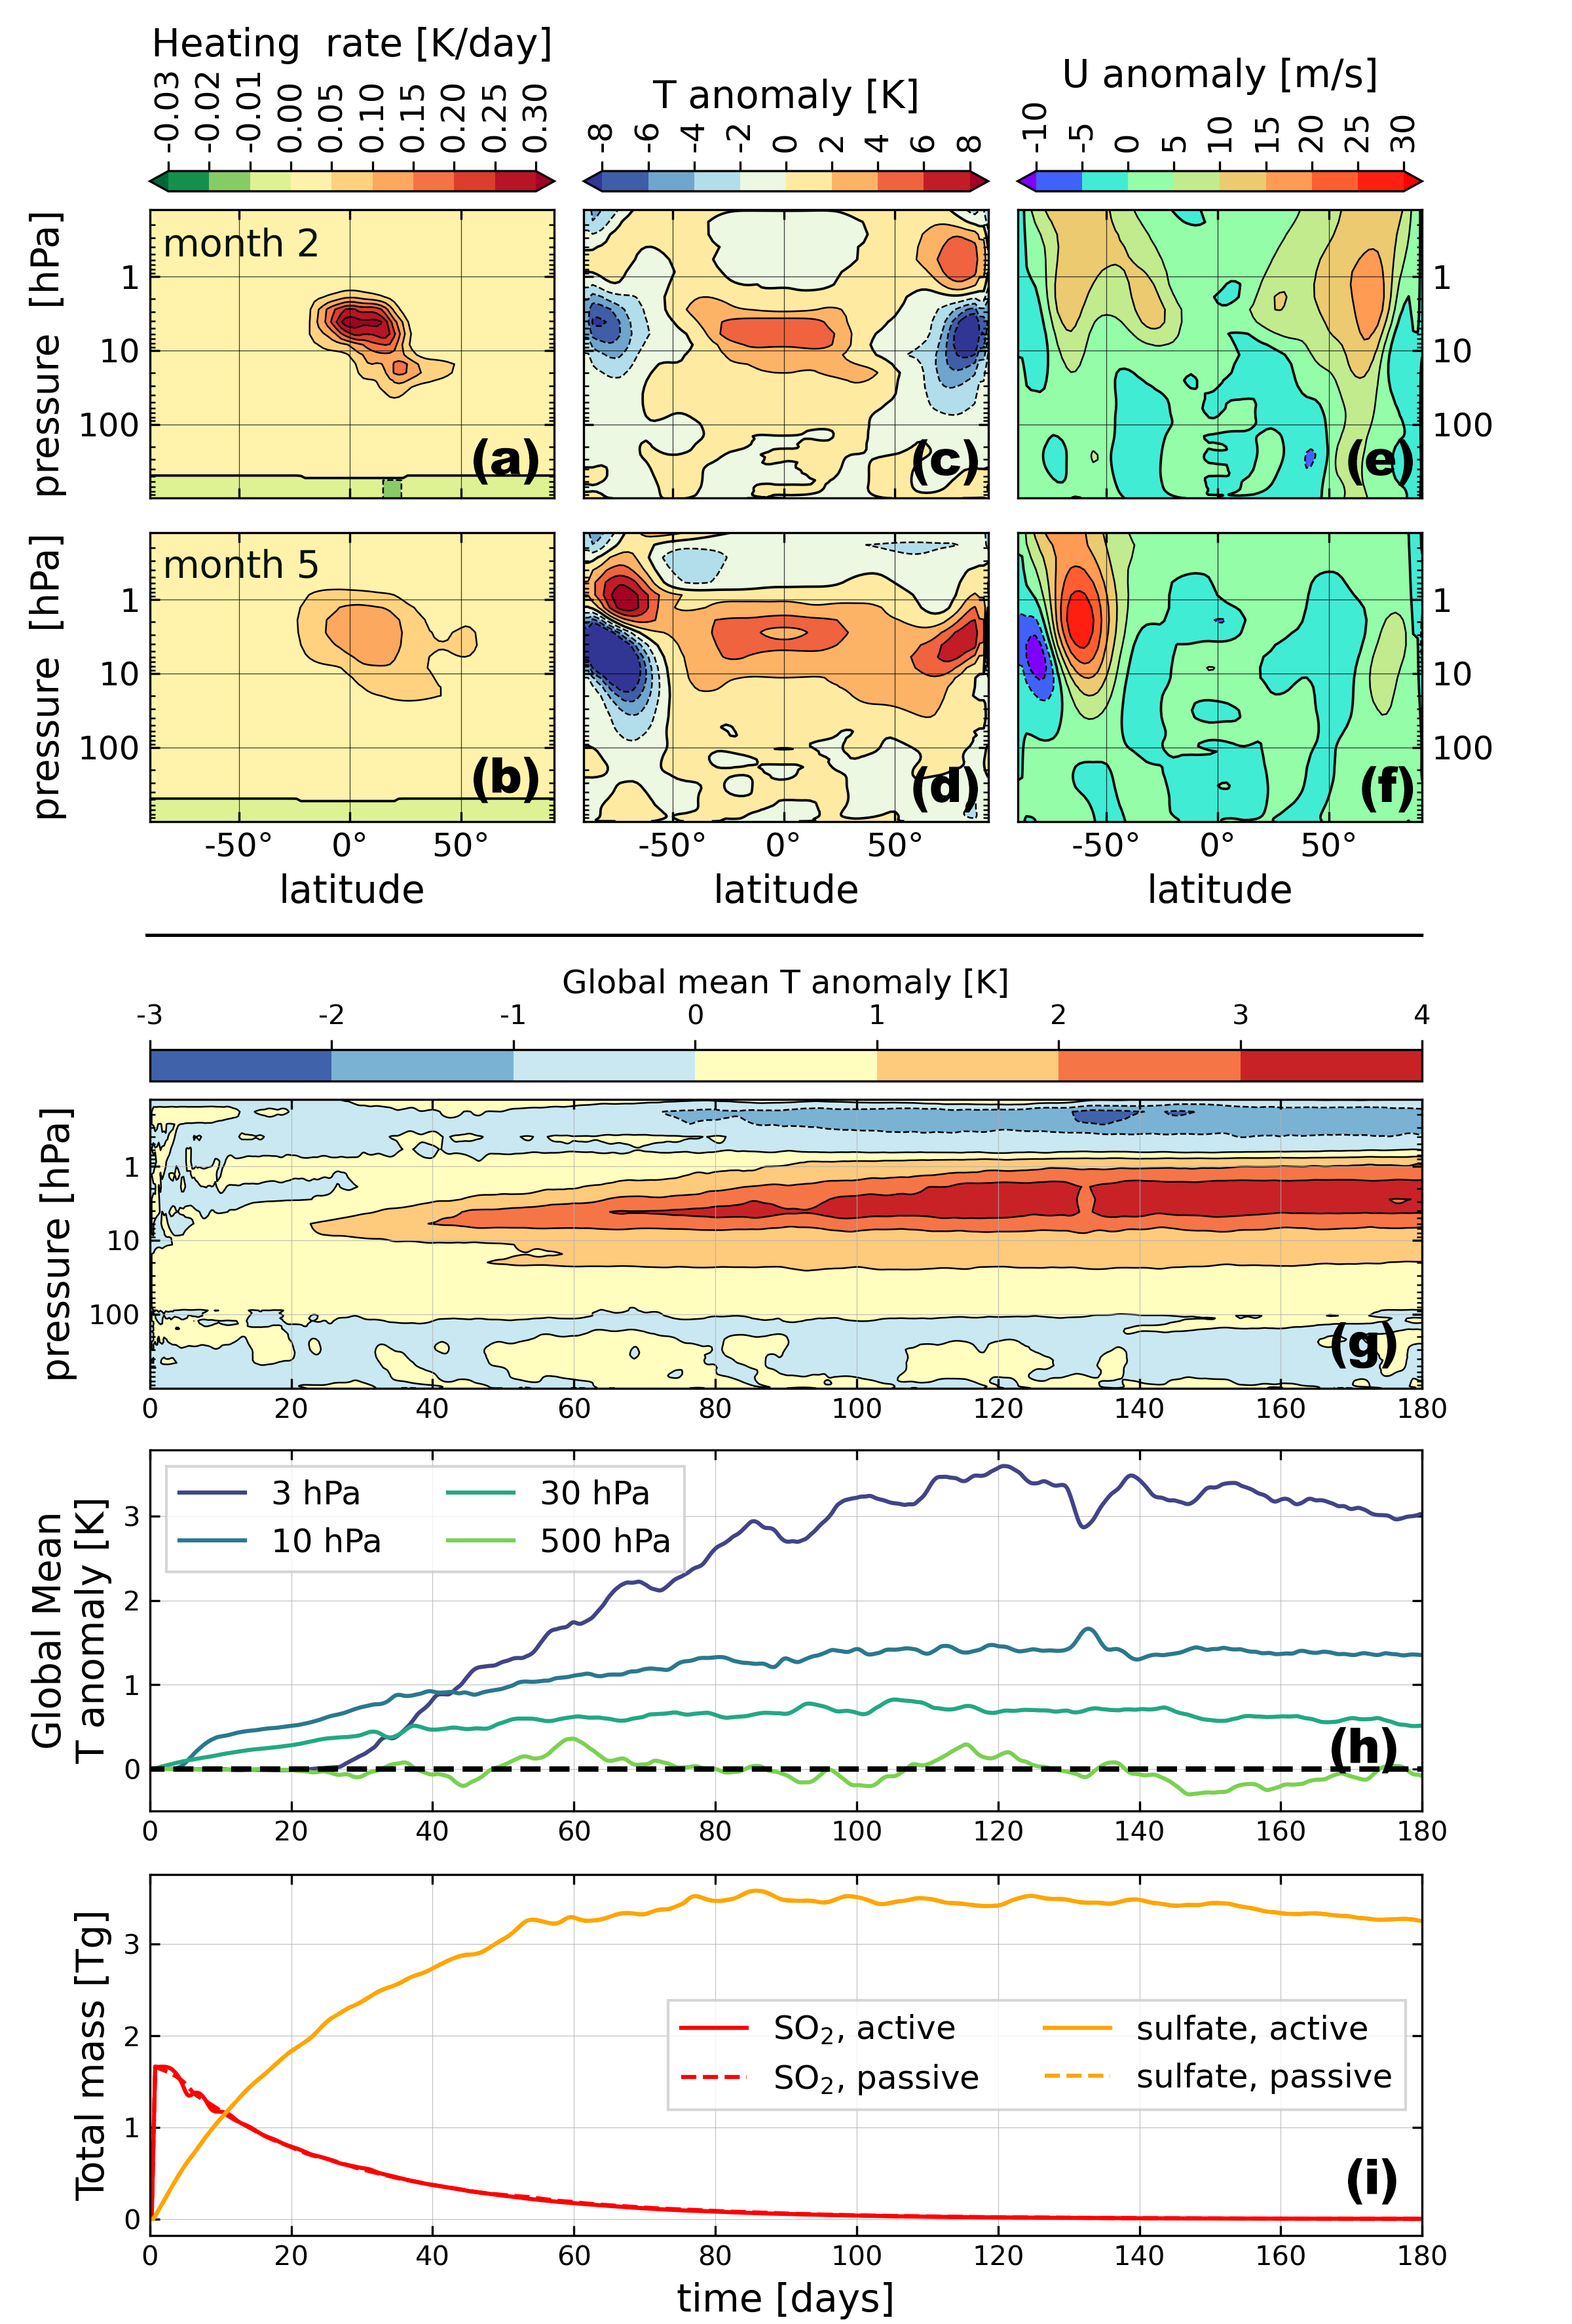 Heating rate [K/day]
-0.03 -0.02 -0.01 0.00 0.05 0.10 0.15 0.20 0.25 0.30
T anomaly [K]
-8 -6 -4 -2 0 2 4 6 8
U anomaly [m/s]
-10 -5 0 5 10 15 20 25 30
pressure [hPa]
1
10
100
month 2
(a)
(c)
(e)
1
10
100
pressure [hPa]
1
10
100
month 5
(b)
(d)
(f)
1
10
100
-50° 0° 50°
latitude
-50° 0° 50°
latitude
-50° 0° 50°
latitude
Global mean T anomaly [K]
-3 -2 -1 0 1 2 3 4
pressure [hPa]
1
10
100
(g)
0 20 40 60 80 100 120 140 160 180
Global Mean
T anomaly [K]
3
2
1
0
3 hPa
10 hPa
30 hPa
500 hPa
(h)
0 20 40 60 80 100 120 140 160 180
Total mass [Tg]
3
2
1
0
SO₂, active
SO₂, passive
sulfate, active
sulfate, passive
(i)
0 20 40 60 80 100 120 140 160 180
time [days]